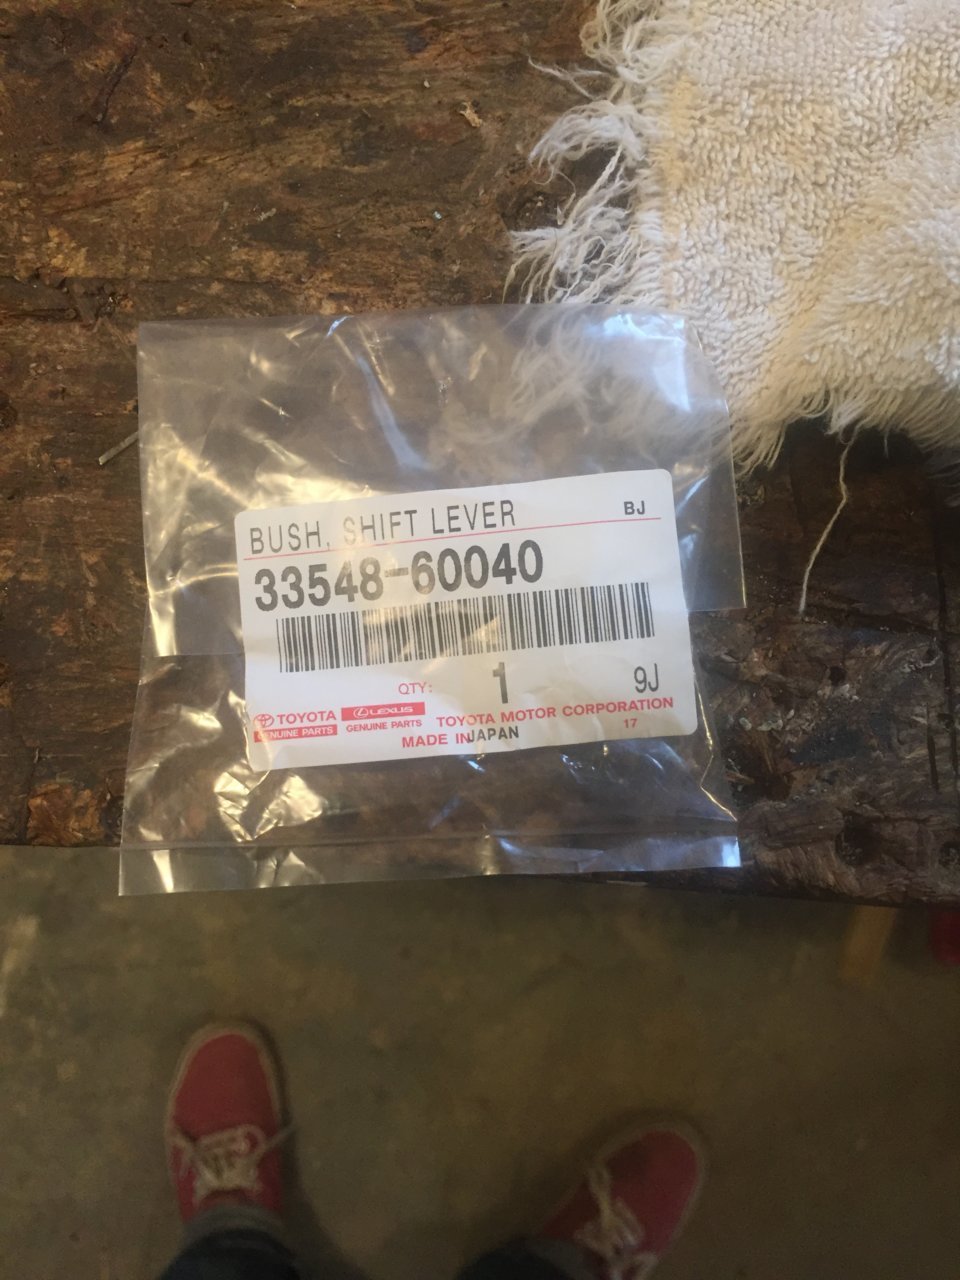 BUSH, SHIFT LEVER BJ
33548-60040
QTY: 1 9J
TOYOTA LEXUS TOYOTA MOTOR CORPORATION
GENUINE PARTS GENUINE PARTS 17
MADE IN JAPAN